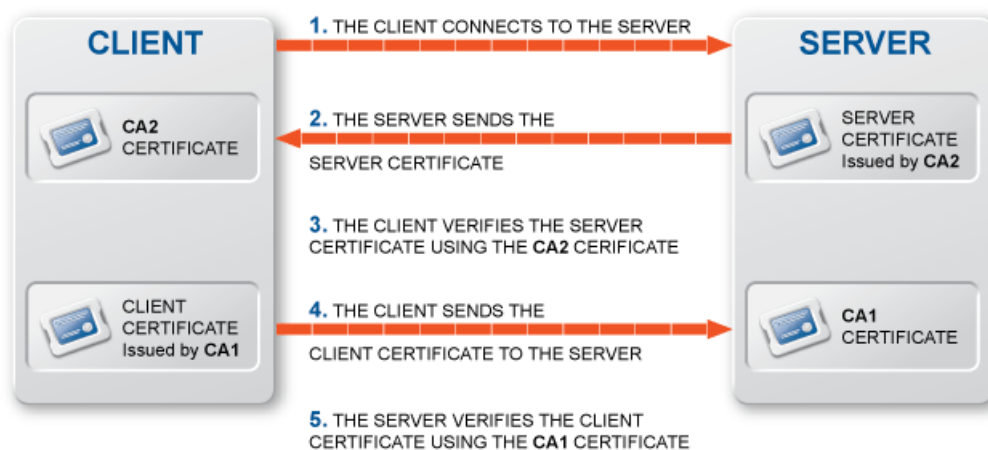 CLIENT
1. THE CLIENT CONNECTS TO THE SERVER
SERVER
CA2
CERTIFICATE
2. THE SERVER SENDS THE
SERVER CERTIFICATE
SERVER
CERTIFICATE
Issued by CA2
3. THE CLIENT VERIFIES THE SERVER
CERTIFICATE USING THE CA2 CERIFICATE
CLIENT
CERTIFICATE
Issued by CA1
4. THE CLIENT SENDS THE
CLIENT CERTIFICATE TO THE SERVER
CA1
CERTIFICATE
5. THE SERVER VERIFIES THE CLIENT
CERTIFICATE USING THE CA1 CERTIFICATE